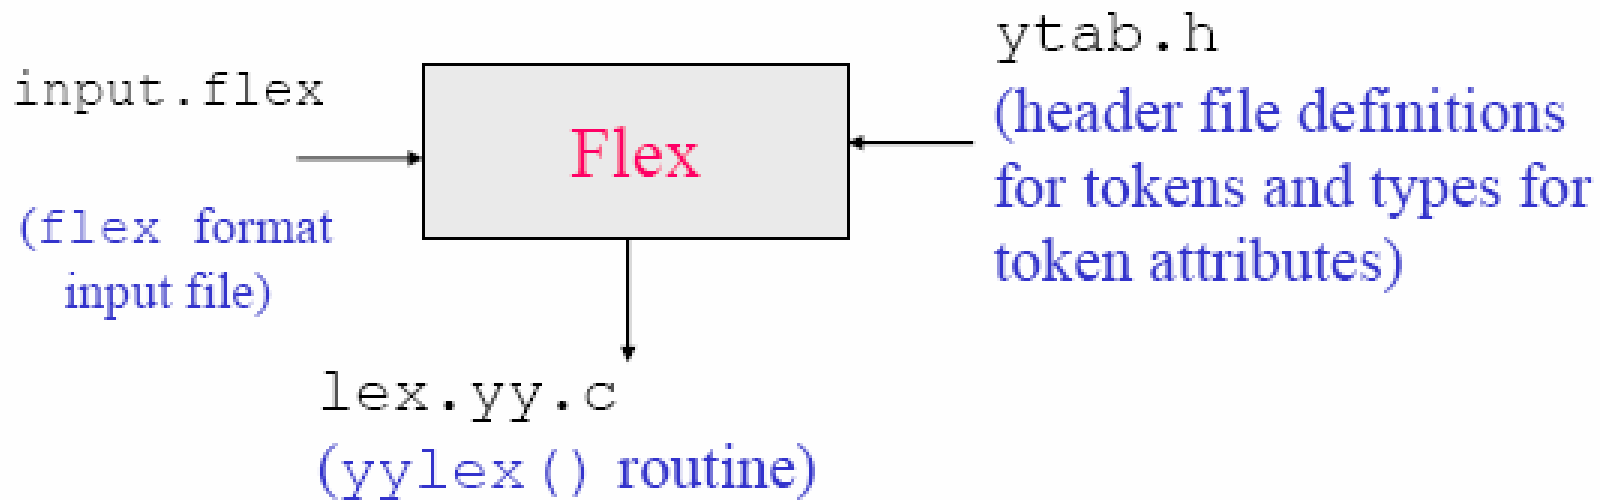 input.flex
(flex format
input file)
Flex
ytab.h
(header file definitions
for tokens and types for
token attributes)
lex.yy.c
(yylex() routine)